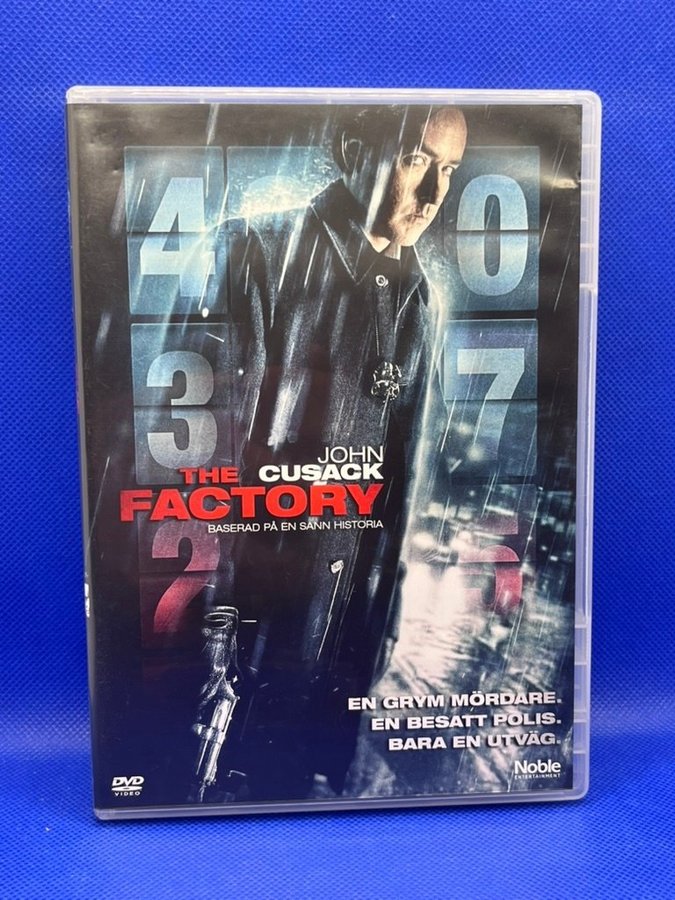 4 0
3 7
2 5
JOHN
CUSACK
THE
FACTORY
BASERAD PÅ EN SANN HISTORIA
EN GRYM MÖRDARE.
EN BESATT POLIS.
BARA EN UTVÄG.
DVD
VIDEO
Noble
ENTERTAINMENT